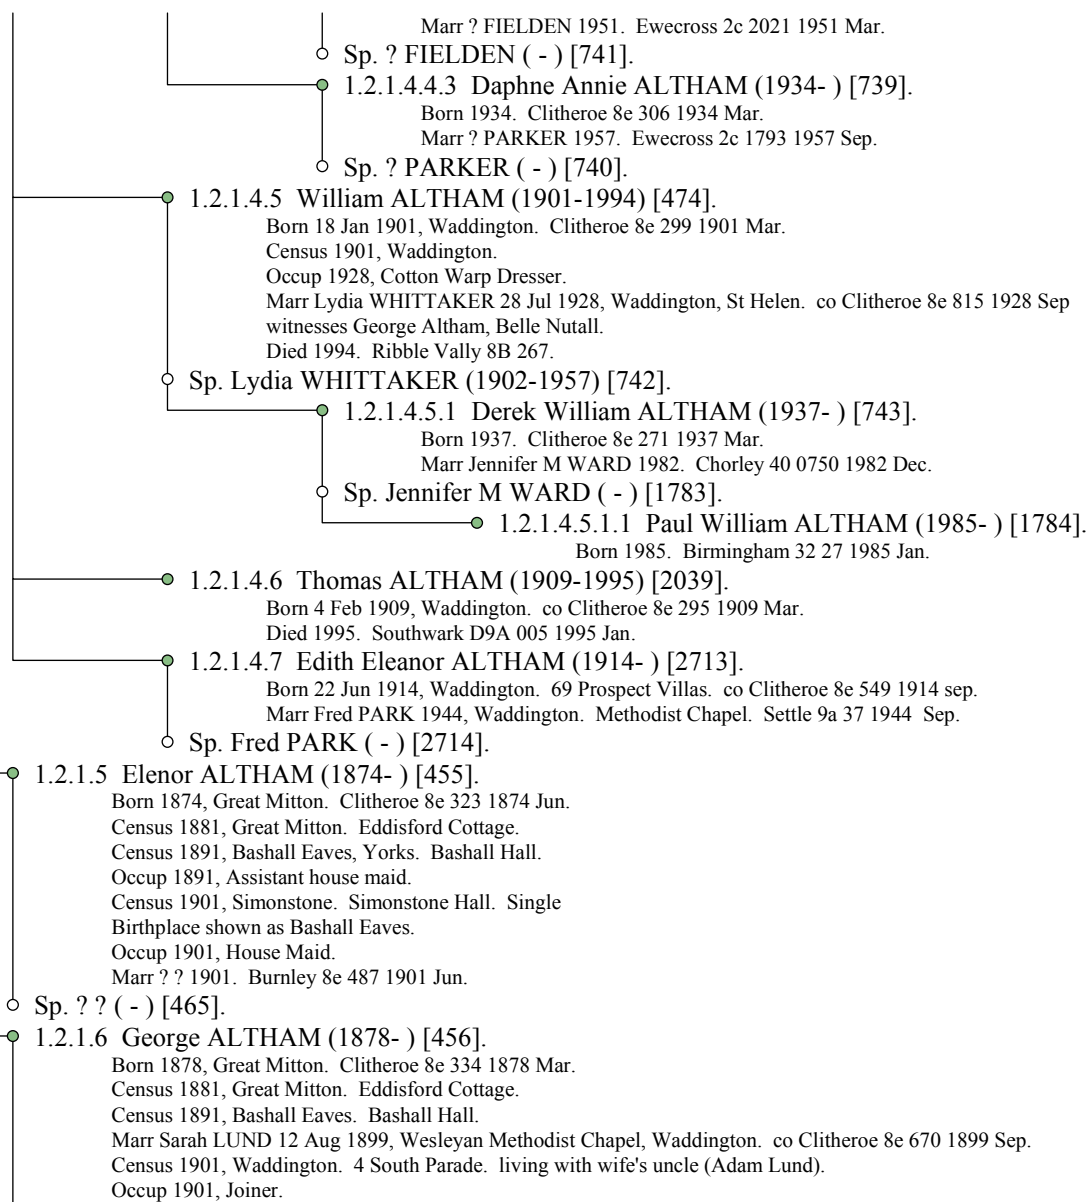 Marr ? FIELDEN 1951. Ewecross 2c 2021 1951 Mar.
Sp. ? FIELDEN ( - ) [741].
1.2.1.4.4.3 Daphne Annie ALTHAM (1934- ) [739].
Born 1934. Clitheroe 8e 306 1934 Mar.
Marr ? PARKER 1957. Ewecross 2c 1793 1957 Sep.
Sp. ? PARKER ( - ) [740].
1.2.1.4.5 William ALTHAM (1901-1994) [474].
Born 18 Jan 1901, Waddington. Clitheroe 8e 299 1901 Mar.
Census 1901, Waddington.
Occup 1928, Cotton Warp Dresser.
Marr Lydia WHITTAKER 28 Jul 1928, Waddington, St Helen. co Clitheroe 8e 815 1928 Sep
witnesses George Altham, Belle Nutall.
Died 1994. Ribble Vally 8B 267.
Sp. Lydia WHITTAKER (1902-1957) [742].
1.2.1.4.5.1 Derek William ALTHAM (1937- ) [743].
Born 1937. Clitheroe 8e 271 1937 Mar.
Marr Jennifer M WARD 1982. Chorley 40 0750 1982 Dec.
Sp. Jennifer M WARD ( - ) [1783].
1.2.1.4.5.1.1 Paul William ALTHAM (1985- ) [1784].
Born 1985. Birmingham 32 27 1985 Jan.
1.2.1.4.6 Thomas ALTHAM (1909-1995) [2039].
Born 4 Feb 1909, Waddington. co Clitheroe 8e 295 1909 Mar.
Died 1995. Southwark D9A 005 1995 Jan.
1.2.1.4.7 Edith Eleanor ALTHAM (1914- ) [2713].
Born 22 Jun 1914, Waddington. 69 Prospect Villas. co Clitheroe 8e 549 1914 sep.
Marr Fred PARK 1944, Waddington. Methodist Chapel. Settle 9a 37 1944 Sep.
Sp. Fred PARK ( - ) [2714].
1.2.1.5 Elenor ALTHAM (1874- ) [455].
Born 1874, Great Mitton. Clitheroe 8e 323 1874 Jun.
Census 1881, Great Mitton. Eddisford Cottage.
Census 1891, Bashall Eaves, Yorks. Bashall Hall.
Occup 1891, Assistant house maid.
Census 1901, Simonstone. Simonstone Hall. Single
Birthplace shown as Bashall Eaves.
Occup 1901, House Maid.
Marr ? ? 1901. Burnley 8e 487 1901 Jun.
Sp. ? ? ( - ) [465].
1.2.1.6 George ALTHAM (1878- ) [456].
Born 1878, Great Mitton. Clitheroe 8e 334 1878 Mar.
Census 1881, Great Mitton. Eddisford Cottage.
Census 1891, Bashall Eaves. Bashall Hall.
Marr Sarah LUND 12 Aug 1899, Wesleyan Methodist Chapel, Waddington. co Clitheroe 8e 670 1899 Sep.
Census 1901, Waddington. 4 South Parade. living with wife's uncle (Adam Lund).
Occup 1901, Joiner.